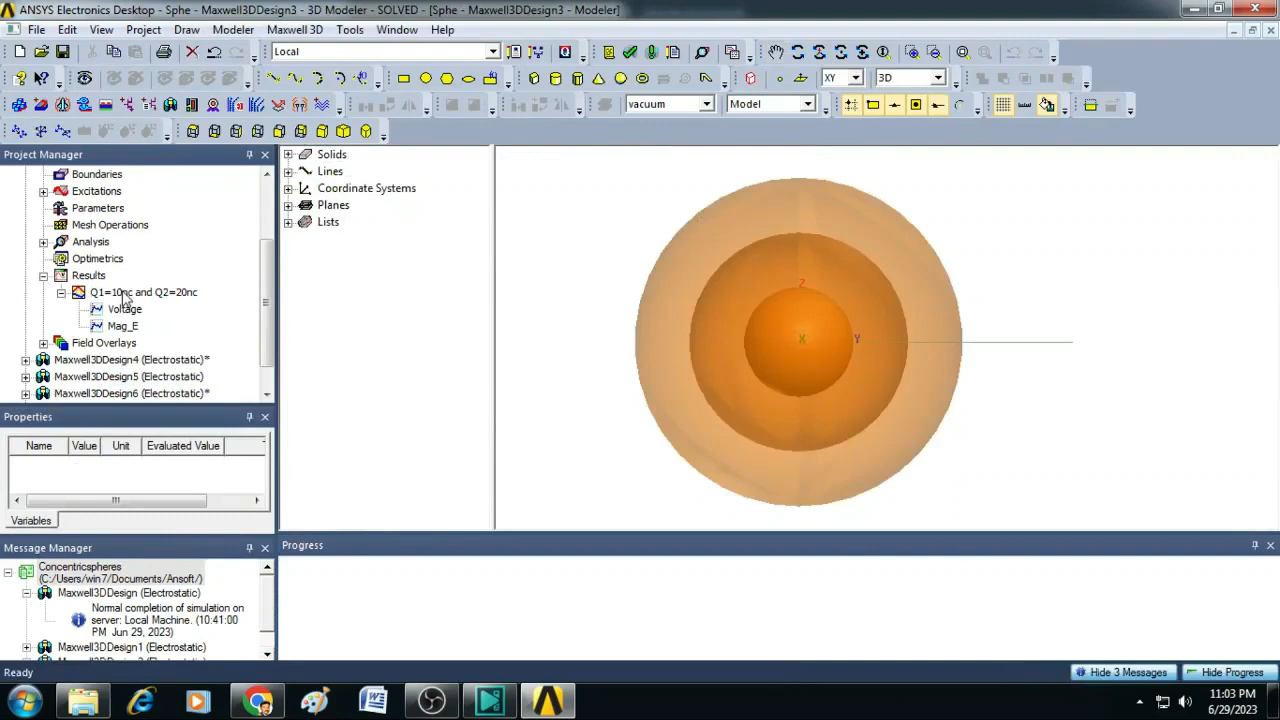 ANSYS Electronics Desktop - Sphe - Maxwell3DDesign3 - 3D Modeler - SOLVED - [Sphe - Maxwell3DDesign3 - Modeler]
File Edit View Project Draw Modeler Maxwell 3D Tools Window Help
Local
XY 3D
vacuum Model
Project Manager
Boundaries
Excitations
Parameters
Mesh Operations
Analysis
Optimetrics
Results
Q1=10nc and Q2=20nc
Voltage
Mag_E
Field Overlays
Maxwell3DDesign4 (Electrostatic)*
Maxwell3DDesign5 (Electrostatic)
Maxwell3DDesign6 (Electrostatic)*
Solids
Lines
Coordinate Systems
Planes
Lists
Z
X
Y
Properties
Name Value Unit Evaluated Value
Variables
Message Manager
Concentricspheres
(C:/Users/win7/Documents/Ansoft/)
Maxwell3DDesign (Electrostatic)
Normal completion of simulation on
server: Local Machine. (10:41:00
PM Jun 29, 2023)
Maxwell3DDesign1 (Electrostatic)
Progress
Ready
Hide 3 Messages
Hide Progress
11:03 PM
6/29/2023